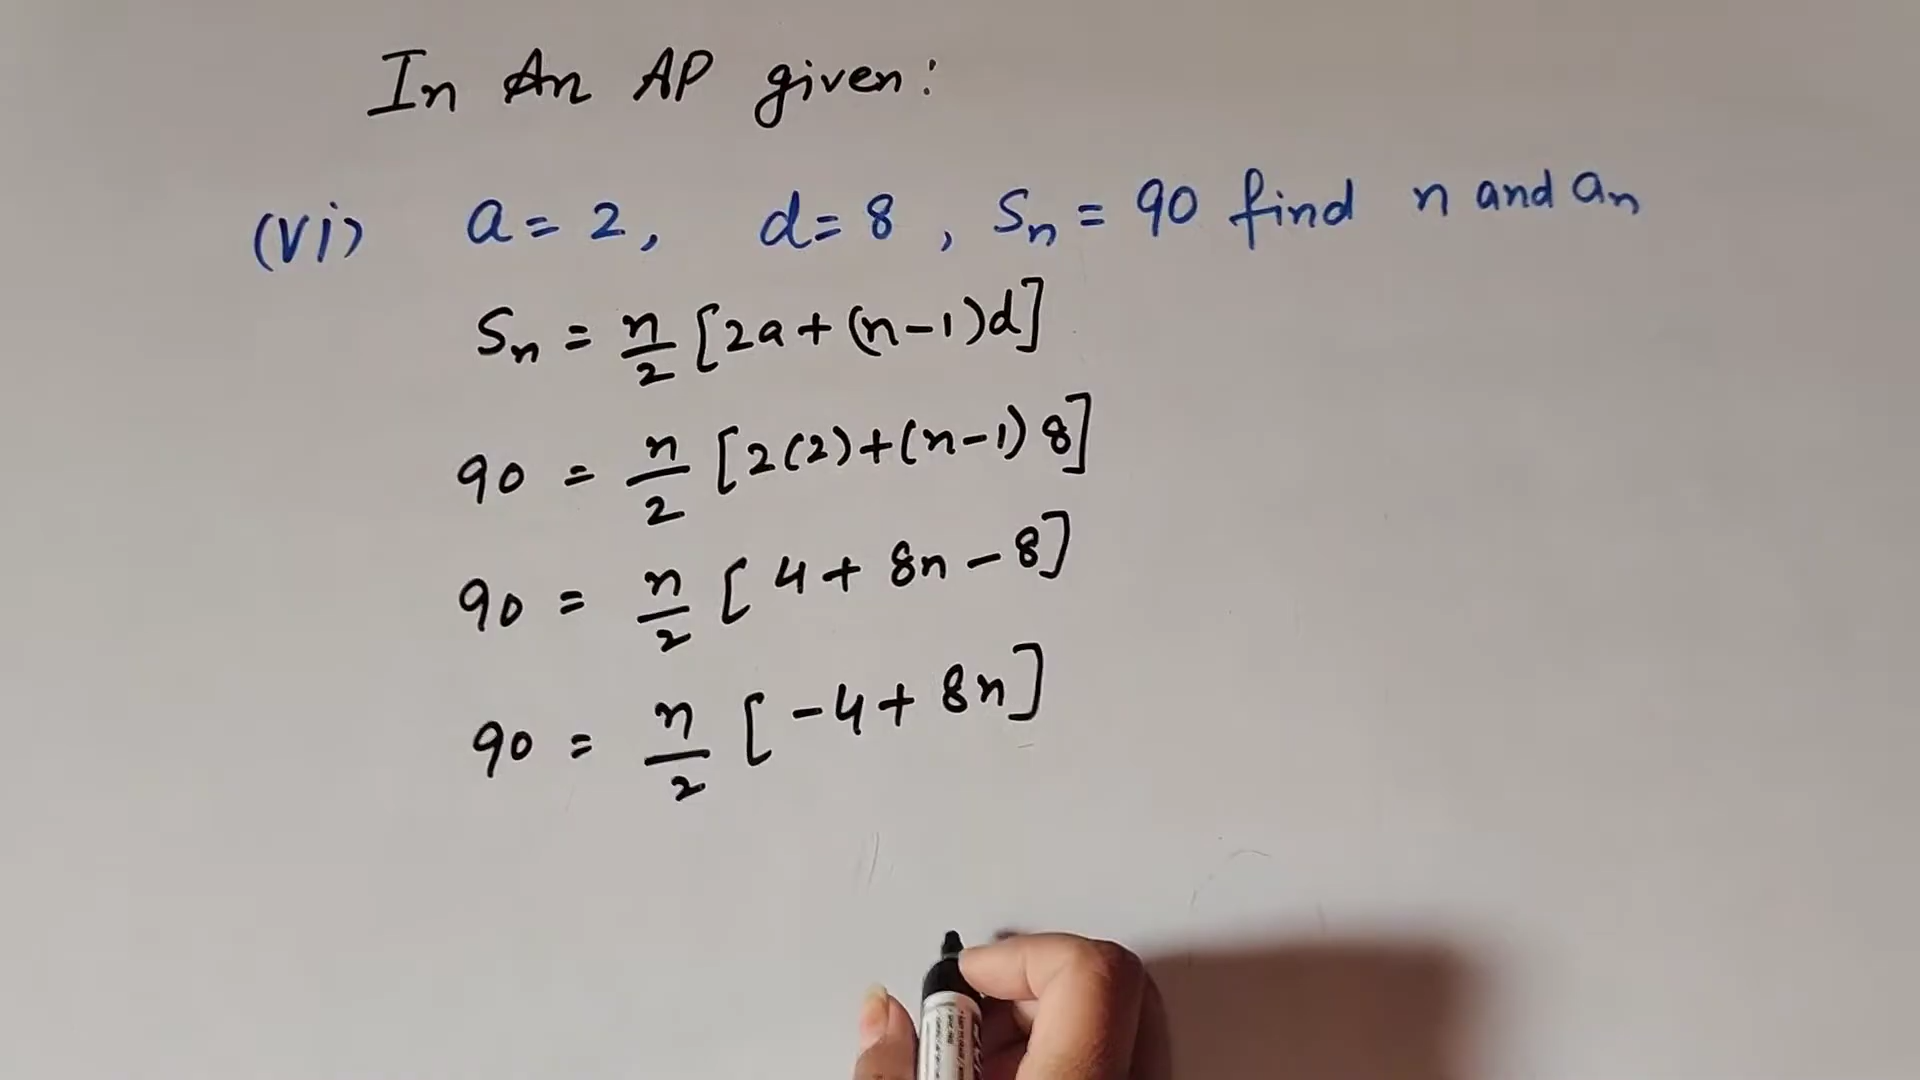 In An AP given:
(vi) a = 2, d = 8, Sn = 90 find n and an
Sn = n/2 [2a + (n-1)d]
90 = n/2 [2(2) + (n-1) 8]
90 = n/2 [4 + 8n - 8]
90 = n/2 [-4 + 8n]